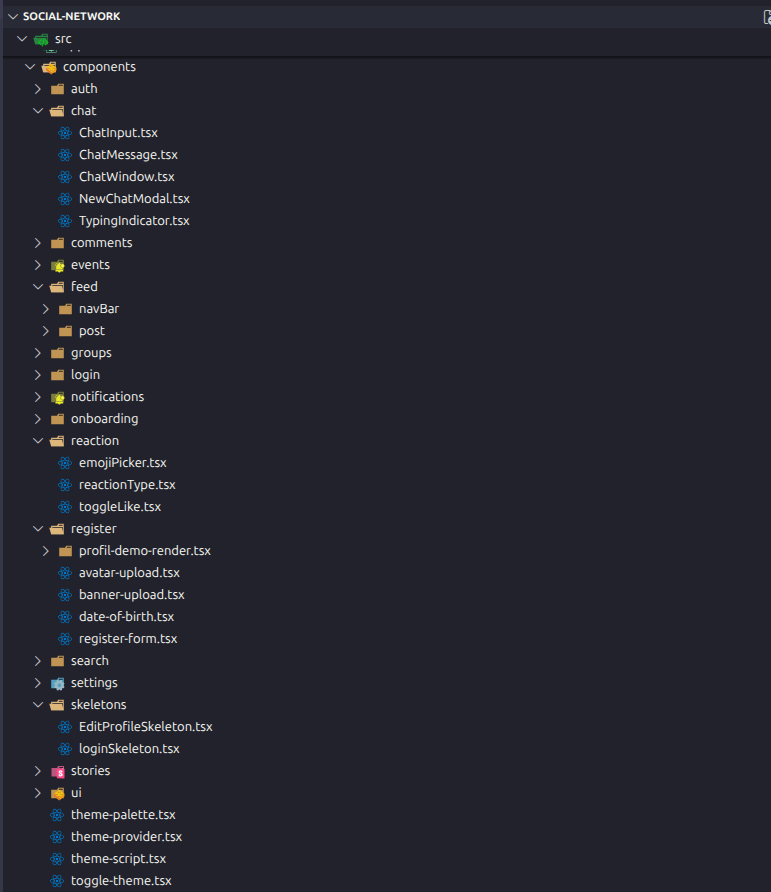 SOCIAL-NETWORK
src
components
auth
chat
ChatInput.tsx
ChatMessage.tsx
ChatWindow.tsx
NewChatModal.tsx
TypingIndicator.tsx
comments
events
feed
navBar
post
groups
login
notifications
onboarding
reaction
emojiPicker.tsx
reactionType.tsx
toggleLike.tsx
register
profil-demo-render.tsx
avatar-upload.tsx
banner-upload.tsx
date-of-birth.tsx
register-form.tsx
search
settings
skeletons
EditProfileSkeleton.tsx
loginSkeleton.tsx
stories
ui
theme-palette.tsx
theme-provider.tsx
theme-script.tsx
toggle-theme.tsx